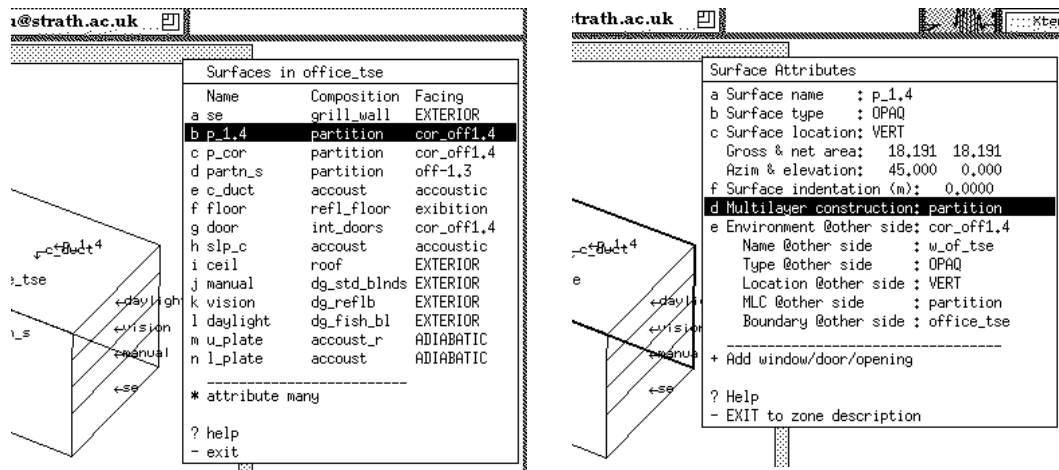 u@strath.ac.uk
Surfaces in office_tse
Name Composition Facing
a se grill_wall EXTERIOR
b p_1.4 partition cor_off1.4
c p_cor partition cor_off1.4
d partn_s partition off-1.3
e c_duct accoust accoustic
f floor refl_floor exibition
g door int_doors cor_off1.4
h slp_c accoust accoustic
i ceil roof EXTERIOR
j manual dg_std_blnds EXTERIOR
k vision dg_reflb EXTERIOR
l daylight dg_fish_bl EXTERIOR
m u_plate accoust_r ADIABATIC
n l_plate accoust ADIABATIC
* attribute many
? help
- exit
e_tse
n_s
←daylight
←vision
←manual
←se
strath.ac.uk
Xte
Surface Attributes
a Surface name : p_1.4
b Surface type : OPAQ
c Surface location: VERT
Gross & net area: 18.191 18.191
Azim & elevation: 45.000 0.000
f Surface indentation (m): 0.0000
d Multilayer construction: partition
e Environment @other side: cor_off1.4
Name @other side : w_of_tse
Type @other side : OPAQ
Location @other side : VERT
MLC @other side : partition
Boundary @other side : office_tse
+ Add window/door/opening
? Help
- EXIT to zone description
e
←dayli
←visio
←manua
←se